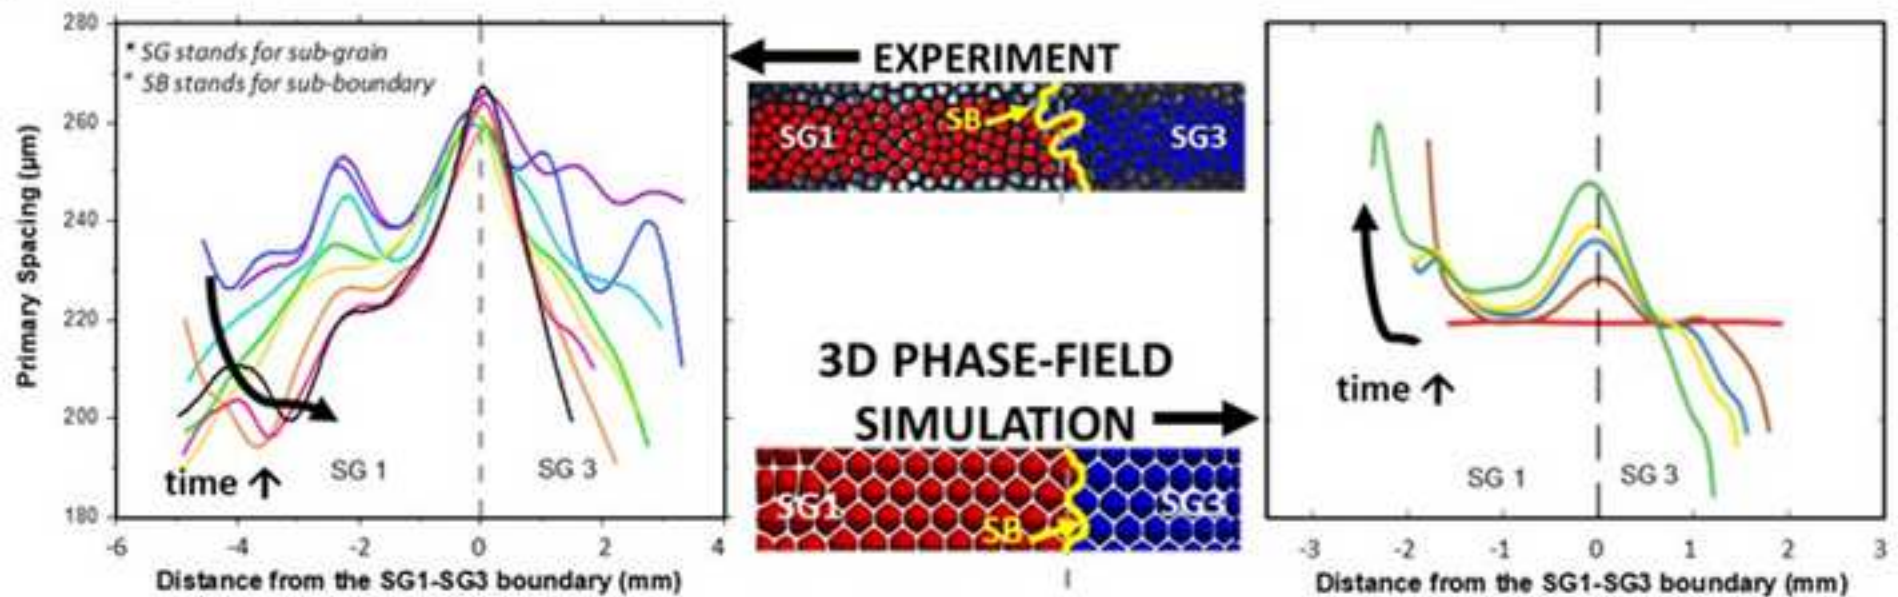 * SG stands for sub-grain
* SB stands for sub-boundary
Primary Spacing (µm)
280
260
240
220
200
180
time ↑
SG 1
SG 3
-6
-4
-2
0
2
4
Distance from the SG1-SG3 boundary (mm)
EXPERIMENT
SG1
SB
SG3
3D PHASE-FIELD
SIMULATION
SG1
SB
SG3
time ↑
SG 1
SG 3
-3
-2
-1
0
1
2
3
Distance from the SG1-SG3 boundary (mm)